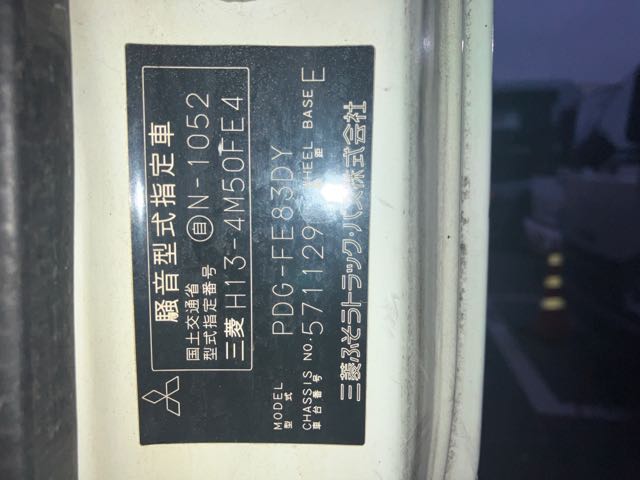 騒音型式指定車
国土交通省
型式指定番号 自 N-1052
三菱 H13-4M50FE4
MODEL
型式 PDG-FE83DY
CHASSIS NO. 571129 WHEEL BASE E
車台番号 距
三菱ふそうトラック・バス株式会社